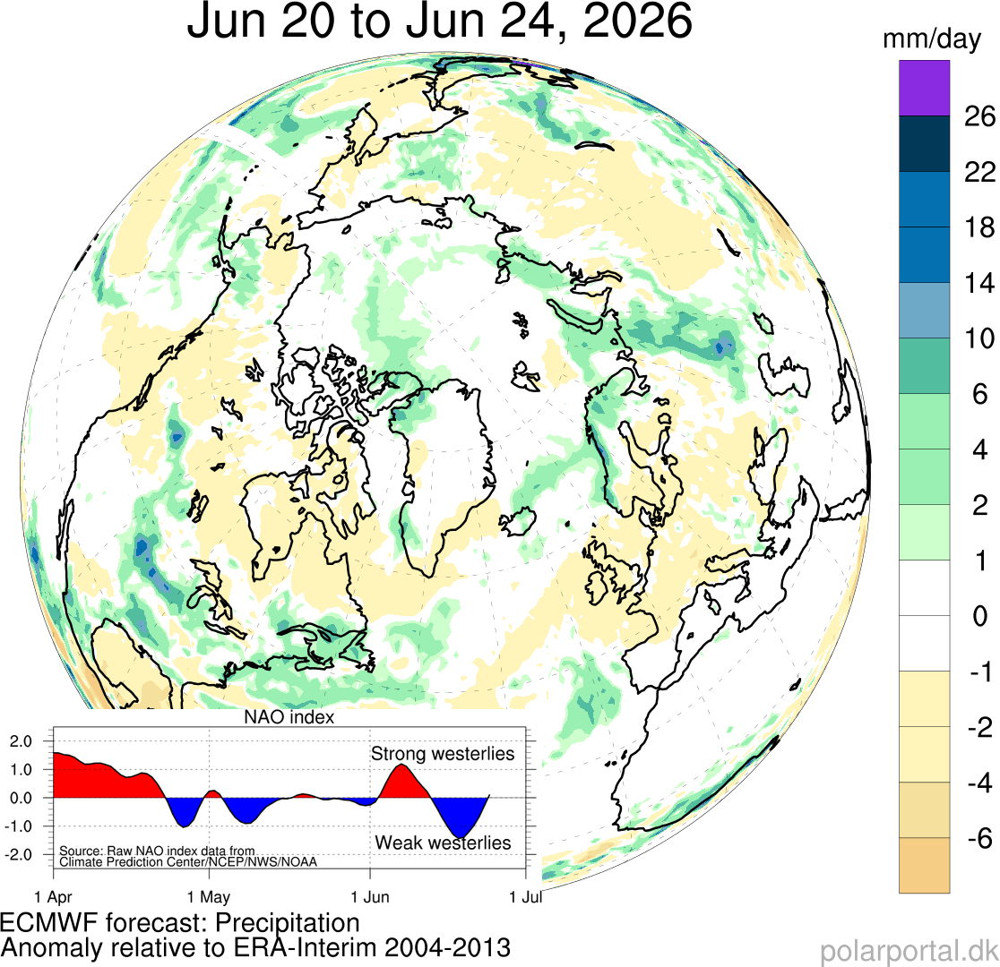 Jun 20 to Jun 24, 2026
mm/day
26
22
18
14
10
6
4
2
1
0
-1
-2
-4
-6
NAO index
2.0
1.0
0.0
-1.0
-2.0
Strong westerlies
Weak westerlies
Source: Raw NAO index data from
Climate Prediction Center/NCEP/NWS/NOAA
1 Apr 1 May 1 Jun 1 Jul
ECMWF forecast: Precipitation
Anomaly relative to ERA-Interim 2004-2013
polarportal.dk